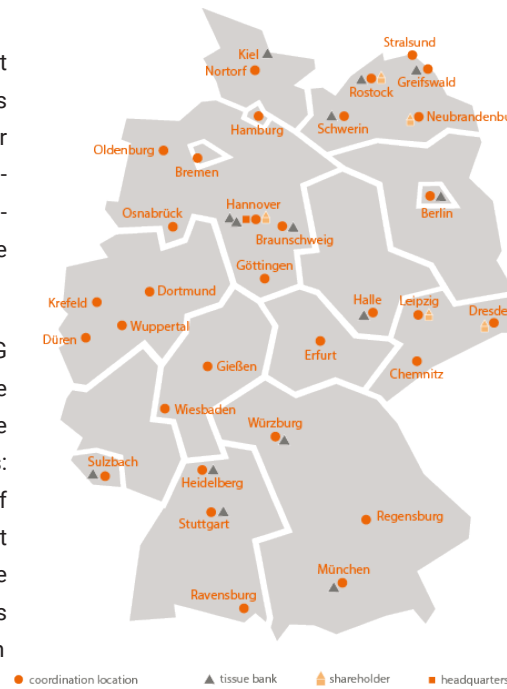 Stralsund
Kiel
Nortorf
Greifswald
Rostock
Hamburg
Schwerin
Neubrandenbu
Oldenburg
Bremen
Berlin
Hannover
Osnabrück
Braunschweig
Göttingen
Dortmund
Krefeld
Halle
Leipzig
Dresde
Wuppertal
Düren
Erfurt
Gießen
Chemnitz
Wiesbaden
Würzburg
Sulzbach
Heidelberg
Stuttgart
Regensburg
München
Ravensburg
coordination location tissue bank shareholder headquarters